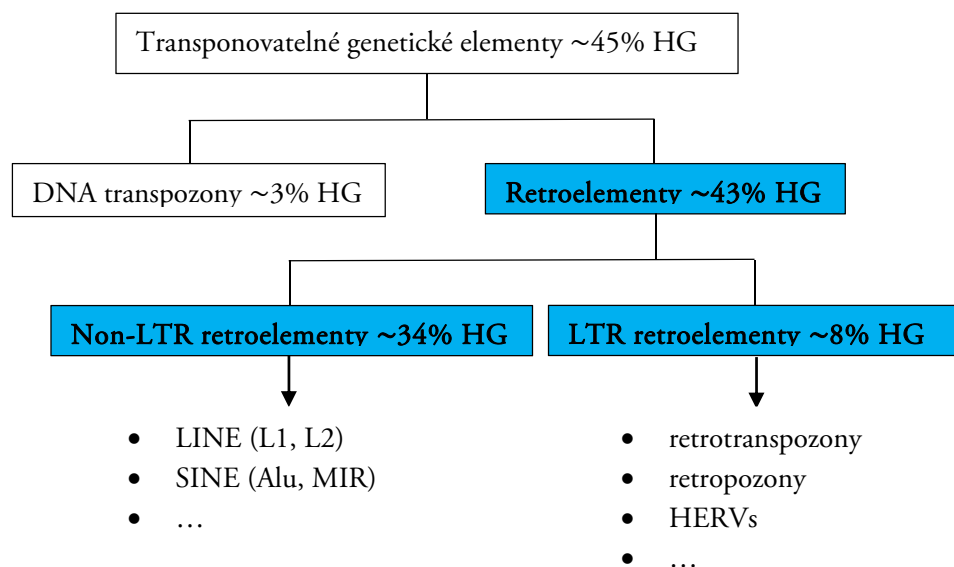 Transponovatelné genetické elementy ~45% HG
DNA transpozony ~3% HG
Retroelementy ~43% HG
Non-LTR retroelementy ~34% HG
LTR retroelementy ~8% HG
• LINE (L1, L2)
• SINE (Alu, MIR)
• …
• retrotranspozony
• retropozony
• HERVs
• …